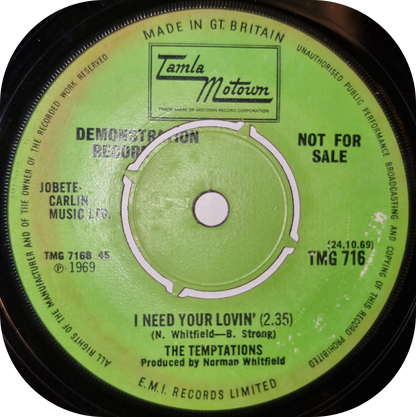 MADE IN GT. BRITAIN
UNAUTHORISED PUBLIC PERFORMANCE BROADCASTING AND COPYING OF THIS RECORD PROHIBITED
ALL RIGHTS OF THE MANUFACTURER AND OF THE OWNER OF THE RECORDED WORK RESERVED
Tamla
Motown
TRADE MARK OF MOTOWN RECORD CORPORATION
DEMONSTRATION
RECORD
NOT FOR
SALE
JOBETE-
CARLIN
MUSIC LTD.
TMG 716B 45
℗ 1969
(24.10.69)
TMG 716
I NEED YOUR LOVIN' (2.35)
(N. Whitfield—B. Strong)
THE TEMPTATIONS
Produced by Norman Whitfield
E.M.I. RECORDS LIMITED